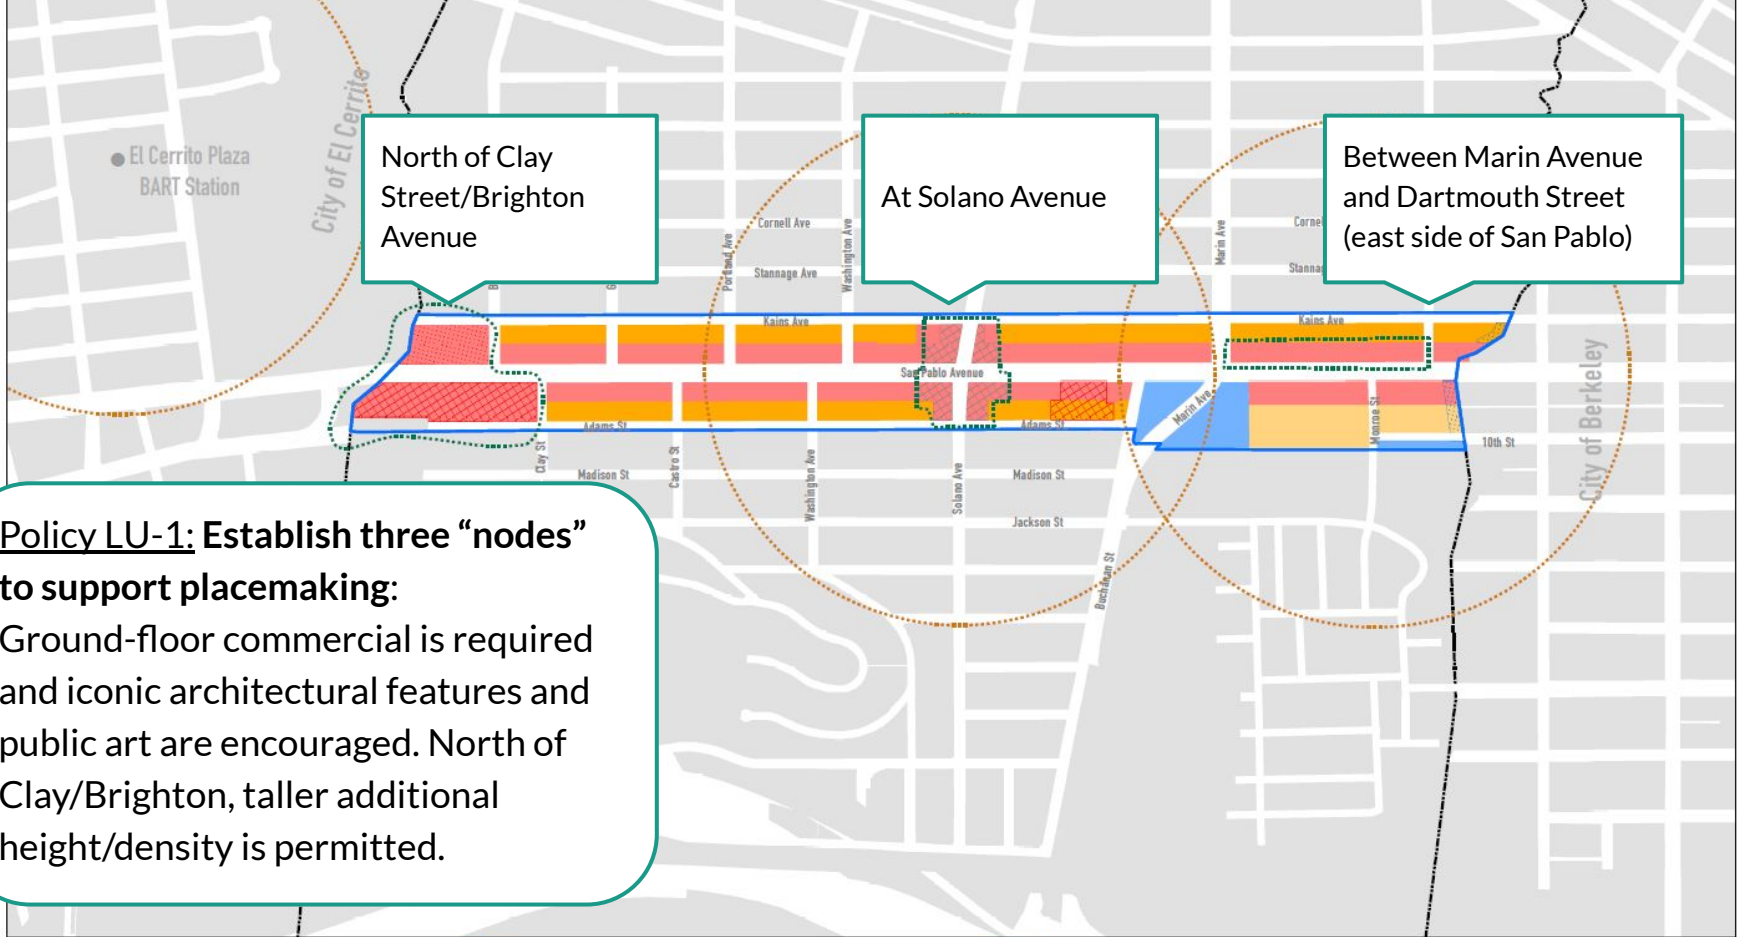 El Cerrito Plaza
BART Station
City of El Cerrito
North of Clay
Street/Brighton
Avenue
At Solano Avenue
Between Marin Avenue
and Dartmouth Street
(east side of San Pablo)
Cornell Ave
Portland Ave
Washington Ave
Stannage Ave
Marin Ave
Kains Ave
Kains Ave
San Pablo Avenue
Marin Ave
Monroe St
Adams St
Adams St
10th St
City of Berkeley
Clay St
Castro St
Washington Ave
Solano Ave
Madison St
Madison St
Jackson St
Buchanan St
Policy LU-1: Establish three “nodes”
to support placemaking:
Ground-floor commercial is required
and iconic architectural features and
public art are encouraged. North of
Clay/Brighton, taller additional
height/density is permitted.